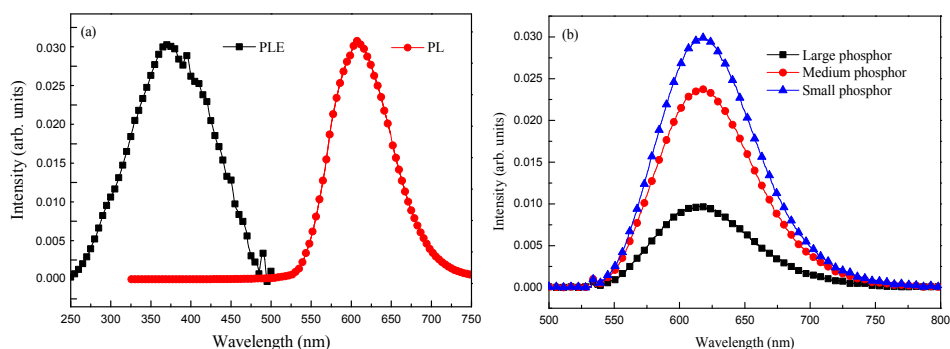 (a)
PLE
PL
Intensity (arb. units)
0.030
0.025
0.020
0.015
0.010
0.005
0.000
250 300 350 400 450 500 550 600 650 700 750
Wavelength (nm)
(b)
Large phosphor
Medium phosphor
Small phosphor
Intensity (arb. units)
0.030
0.025
0.020
0.015
0.010
0.005
0.000
500 550 600 650 700 750 800
Wavelength (nm)